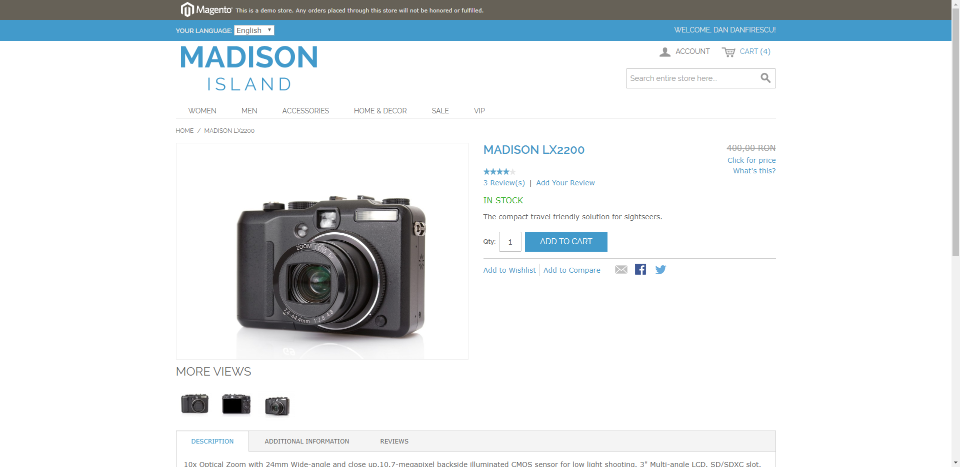 Magento This is a demo store. Any orders placed through this store will not be honored or fulfilled.
YOUR LANGUAGE: English WELCOME, DAN DANFIRESCU!
MADISON
ISLAND
ACCOUNT CART (4)
Search entire store here...
WOMEN MEN ACCESSORIES HOME & DECOR SALE VIP
HOME / MADISON LX2200
MADISON LX2200 400,00 RON
Click for price
What's this?
3 Review(s) | Add Your Review
IN STOCK
The compact travel friendly solution for sightseers.
Qty: 1 ADD TO CART
Add to Wishlist Add to Compare
MORE VIEWS
DESCRIPTION ADDITIONAL INFORMATION REVIEWS
10x Optical Zoom with 24mm Wide-angle and close up.10.7-megapixel backside illuminated CMOS sensor for low light shooting. 3" Multi-angle LCD. SD/SDXC slot.